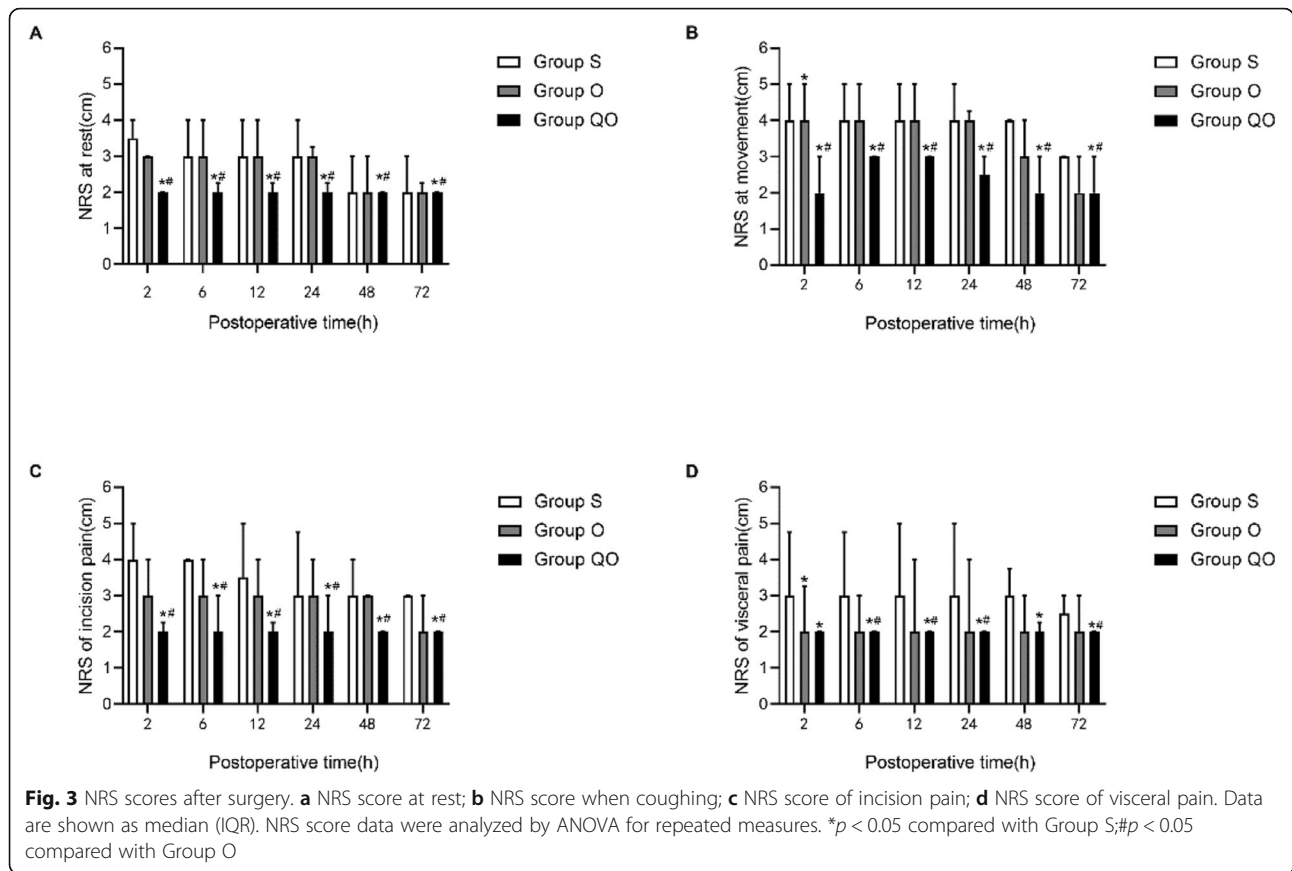 A
6
5
4
3
2
1
0
NRS at rest(cm)
Group S
Group O
Group QO
*#
*#
*#
*#
*#
*#
2 6 12 24 48 72
Postoperative time(h)
B
6
5
4
3
2
1
0
NRS at movement(cm)
Group S
Group O
Group QO
*
*#
*#
*#
*#
*#
*#
2 6 12 24 48 72
Postoperative time(h)
C
6
5
4
3
2
1
0
NRS of incision pain(cm)
Group S
Group O
Group QO
*#
*#
*#
*#
*#
*#
2 6 12 24 48 72
Postoperative time(h)
D
6
5
4
3
2
1
0
NRS of visceral pain(cm)
Group S
Group O
Group QO
*
*
*#
*#
*#
*
*#
2 6 12 24 48 72
Postoperative time(h)
Fig. 3 NRS scores after surgery. a NRS score at rest; b NRS score when coughing; c NRS score of incision pain; d NRS score of visceral pain. Data
are shown as median (IQR). NRS score data were analyzed by ANOVA for repeated measures. *p < 0.05 compared with Group S;#p < 0.05
compared with Group O